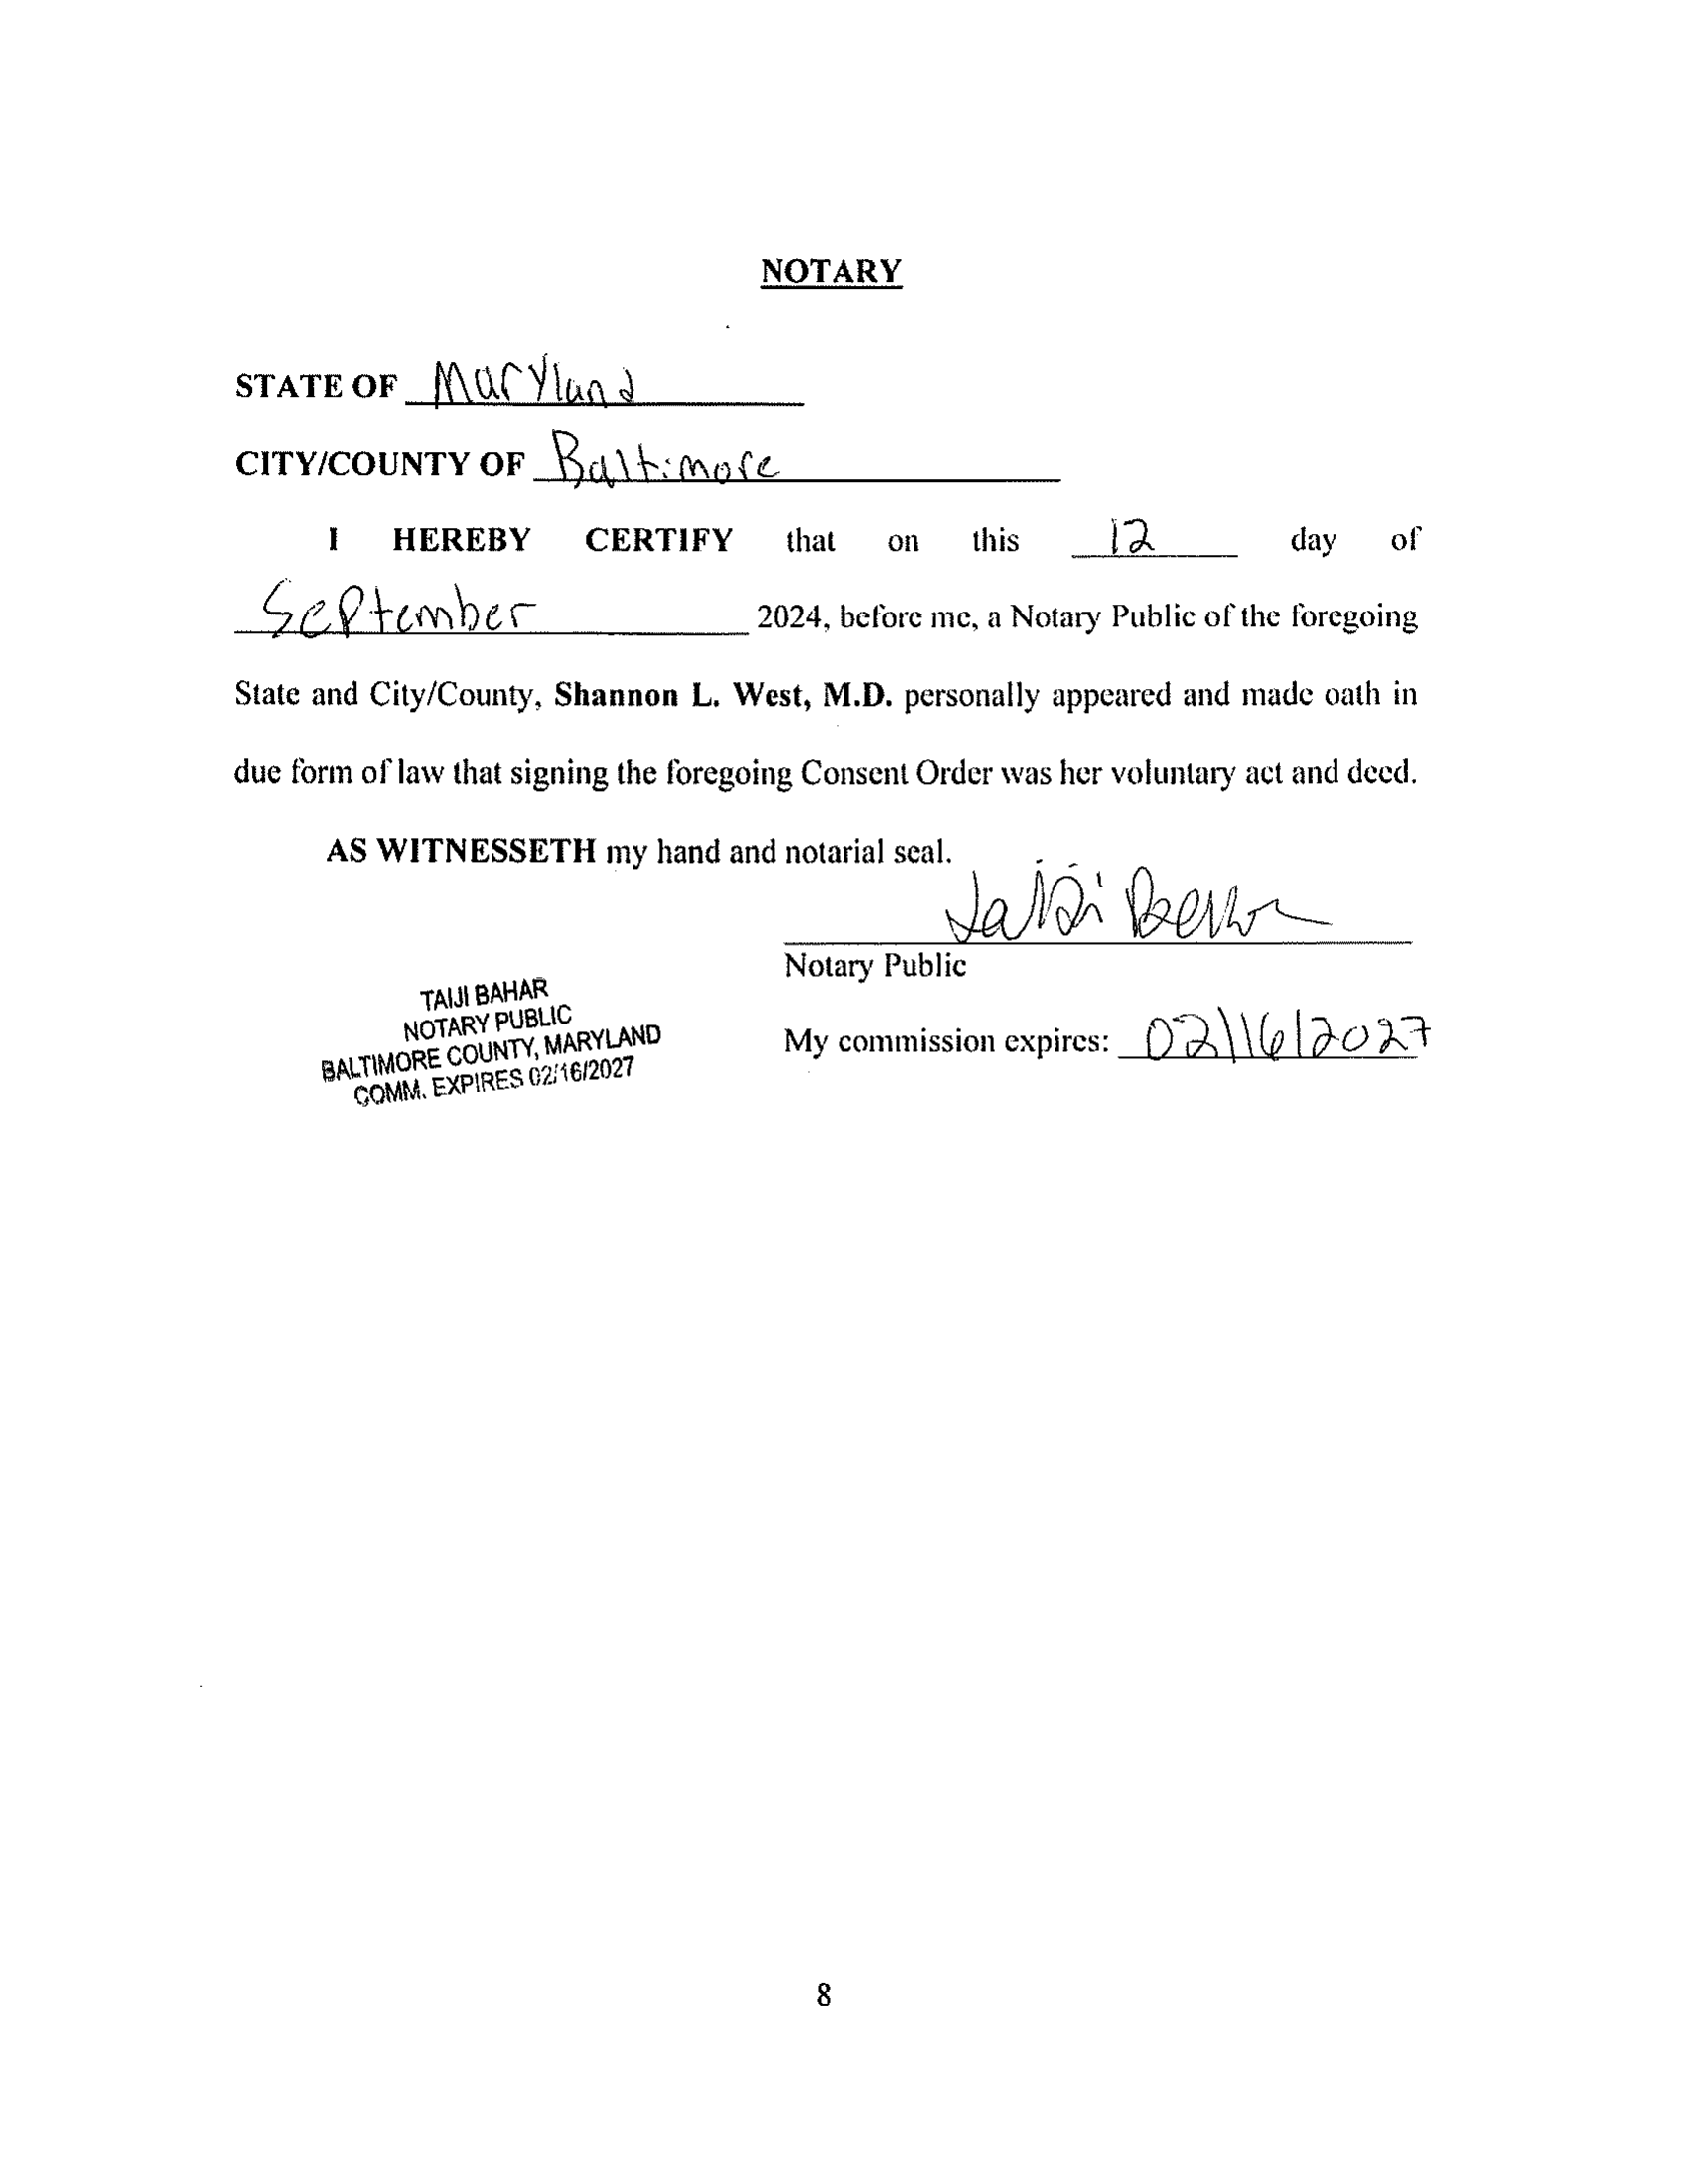 NOTARY
STATE OF Maryland
CITY/COUNTY OF Baltimore
I HEREBY CERTIFY that on this 12 day of
September 2024, before me, a Notary Public of the foregoing
State and City/County, Shannon L. West, M.D. personally appeared and made oath in
due form of law that signing the foregoing Consent Order was her voluntary act and deed.
AS WITNESSETH my hand and notarial seal.
Notary Public
My commission expires: 02/16/2027
TAIJI BAHAR
NOTARY PUBLIC
BALTIMORE COUNTY, MARYLAND
COMM. EXPIRES 02/16/2027
8